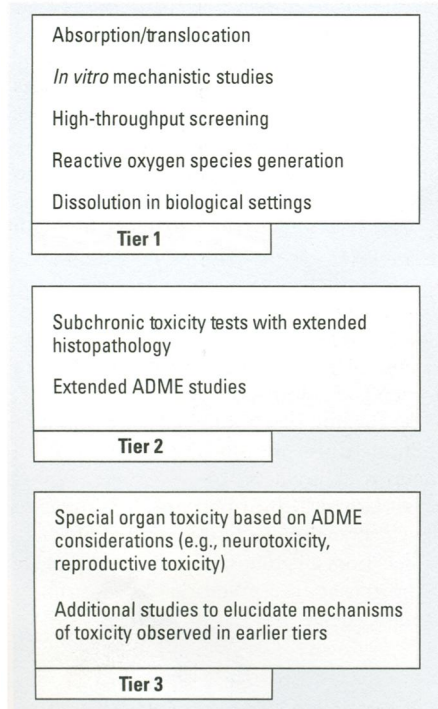 Absorption/translocation
In vitro mechanistic studies
High-throughput screening
Reactive oxygen species generation
Dissolution in biological settings
Tier 1
Subchronic toxicity tests with extended
histopathology
Extended ADME studies
Tier 2
Special organ toxicity based on ADME
considerations (e.g., neurotoxicity,
reproductive toxicity)
Additional studies to elucidate mechanisms
of toxicity observed in earlier tiers
Tier 3